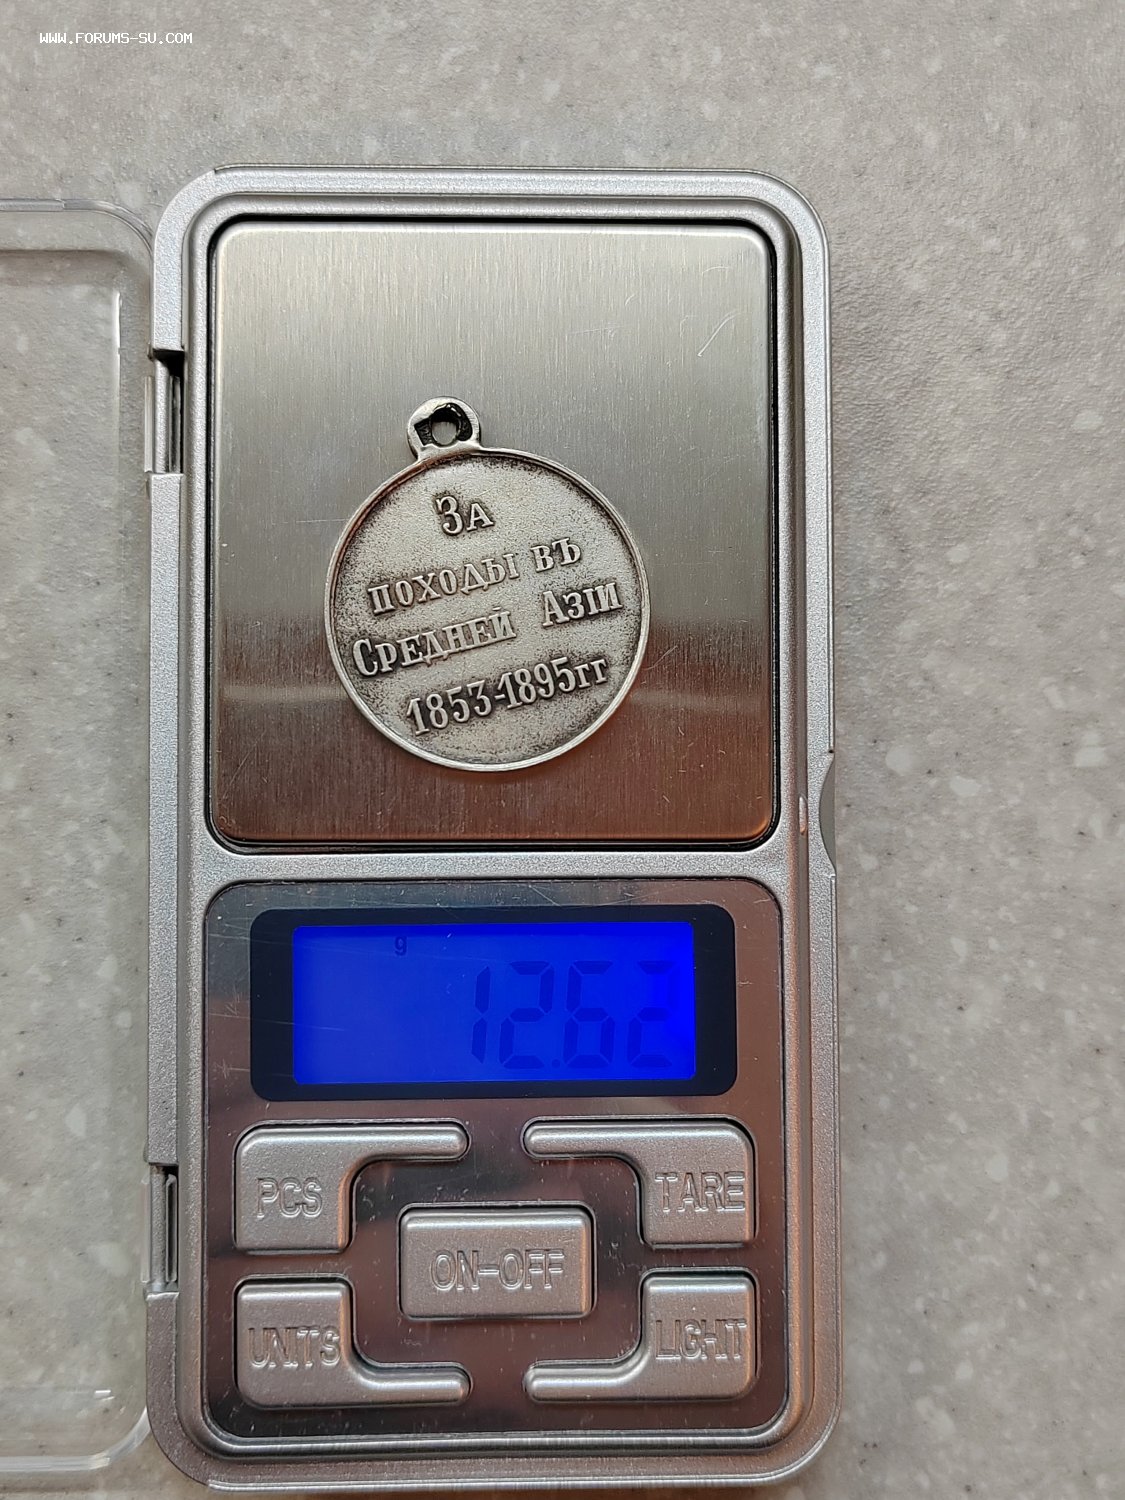 WWW.FORUMS-SU.COM
За
походы въ
Средней Азіи
1853-1895гг
g
12.62
PCS
TARE
ON-OFF
UNITS
LIGHT